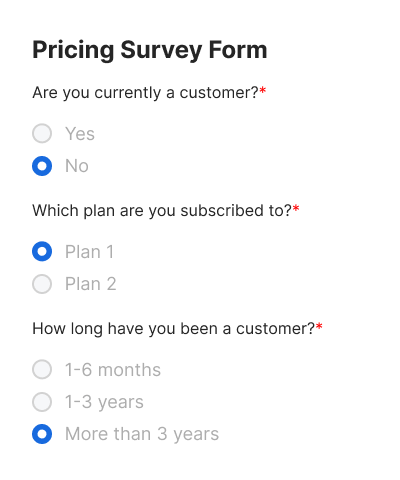 Pricing Survey Form
Are you currently a customer?*
Yes
No
Which plan are you subscribed to?*
Plan 1
Plan 2
How long have you been a customer?*
1-6 months
1-3 years
More than 3 years